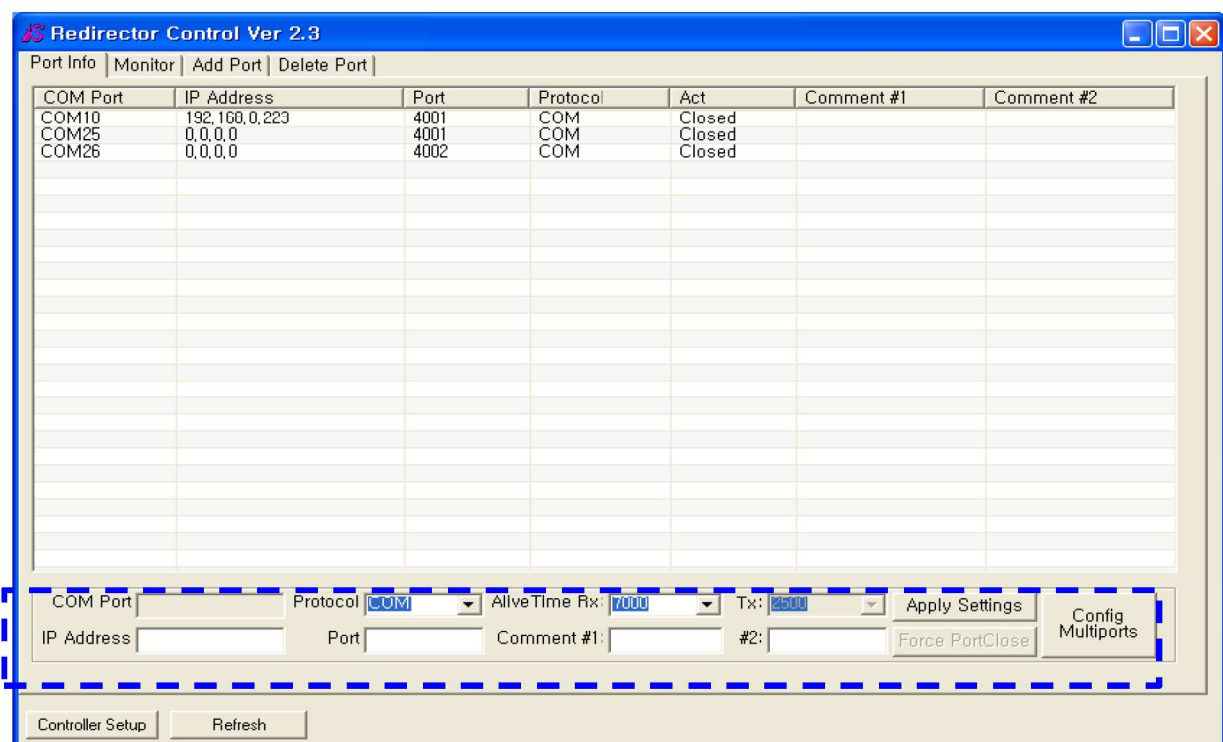 Redirector Control Ver 2.3
Port Info Monitor Add Port Delete Port
COM Port IP Address Port Protocol Act Comment #1 Comment #2
COM10 192,168,0,223 4001 COM Closed
COM25 0,0,0,0 4001 COM Closed
COM26 0,0,0,0 4002 COM Closed
COM Port Protocol COM AliveTime Rx: 7000 Tx: 2500 Apply Settings Config Multiports
IP Address Port Comment #1: #2: Force PortClose
Controller Setup Refresh